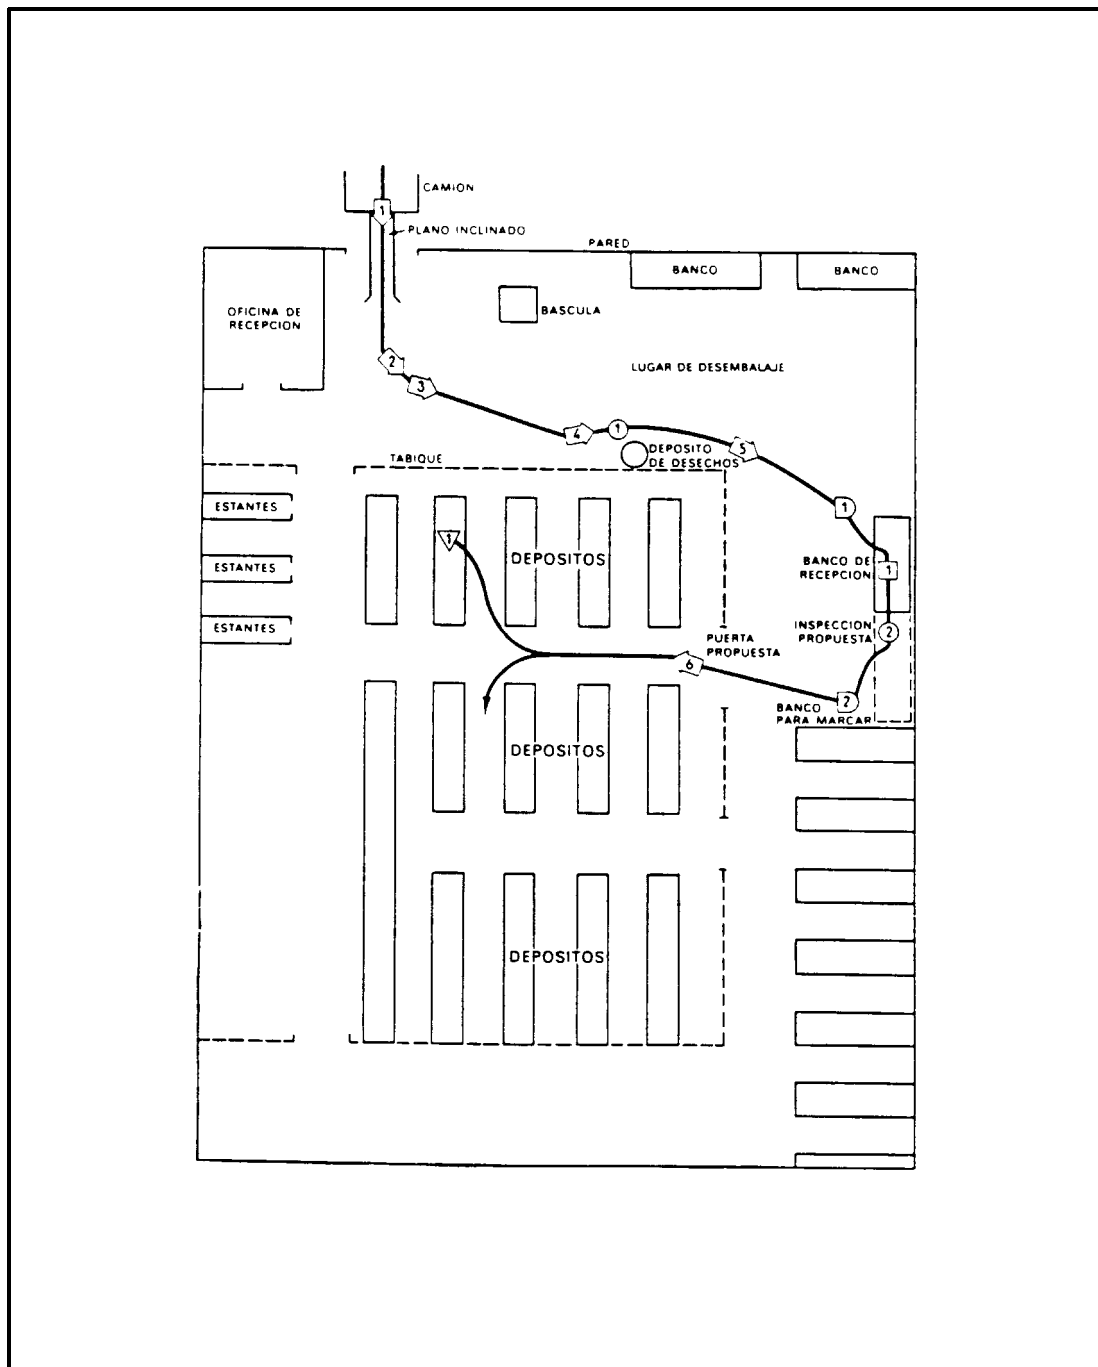 CAMION
1
PLANO INCLINADO
PARED
BANCO
BANCO
OFICINA DE
RECEPCION
BASCULA
2
3
LUGAR DE DESEMBALAJE
4
1
5
DEPOSITO
DE DESECHOS
TABIQUE
ESTANTES
1
1
ESTANTES
DEPOSITOS
BANCO DE
RECEPCION
1
ESTANTES
INSPECCION
PROPUESTA
2
PUERTA
PROPUESTA
6
2
BANCO
PARA MARCAR
DEPOSITOS
DEPOSITOS